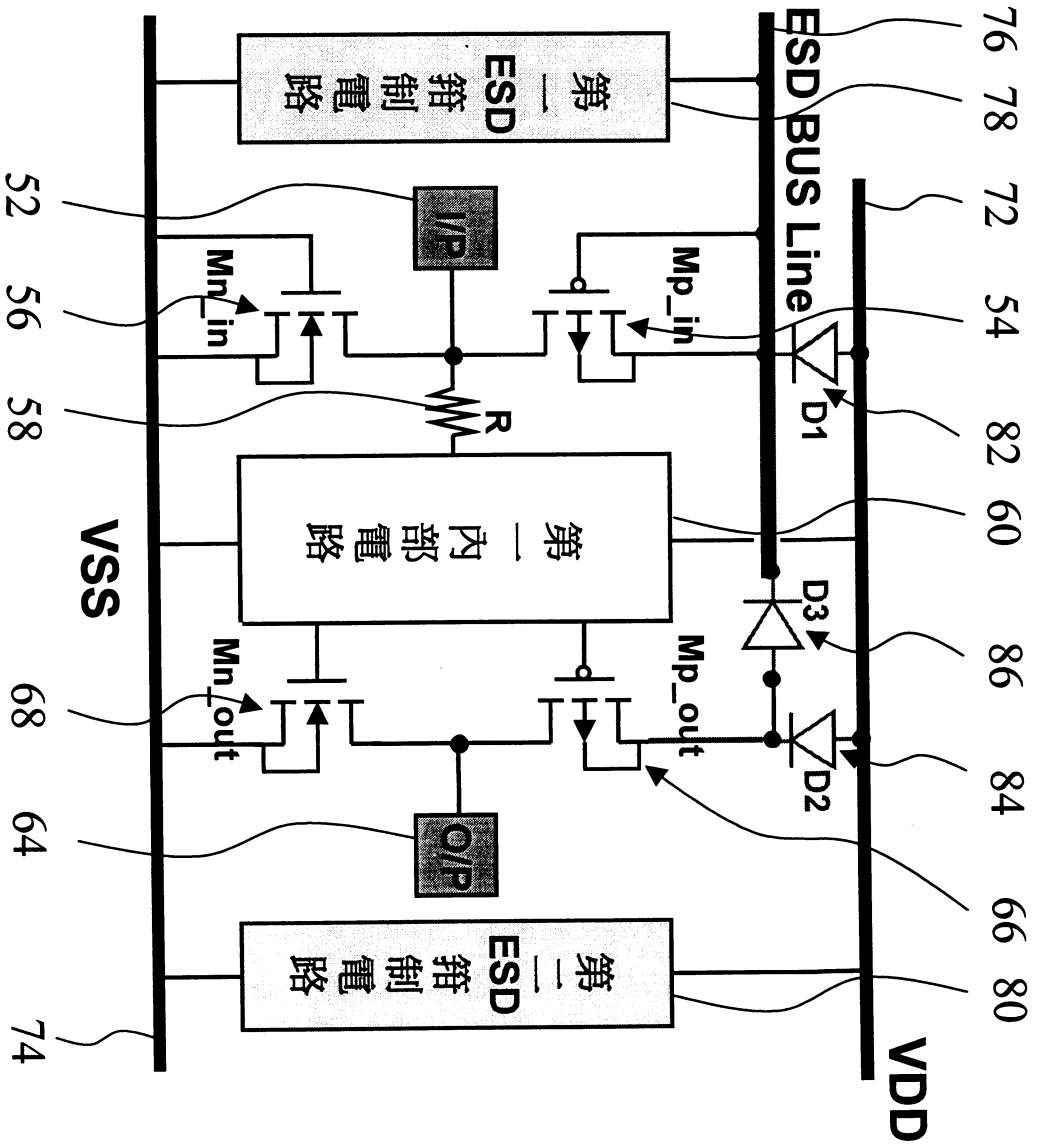 76
78
72
54
82
60
86
84
66
80
VDD
ESD BUS Line
D1
D3
D2
Mp_in
Mp_out
第一ESD箝制電路
I/P
R
第一內部電路
O/P
第二ESD箝制電路
Mn_in
Mn_out
VSS
52
56
58
68
64
74